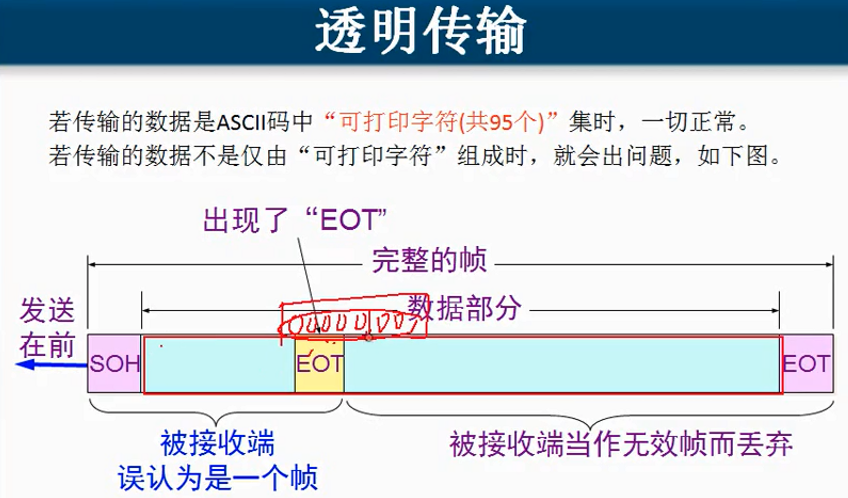 透明传输
若传输的数据是ASCII码中“可打印字符(共95个)”集时，一切正常。
若传输的数据不是仅由“可打印字符”组成时，就会出问题，如下图。
出现了“EOT”
完整的帧
发送
在前
数据部分
SOH
EOT
EOT
被接收端
误认为是一个帧
被接收端当作无效帧而丢弃